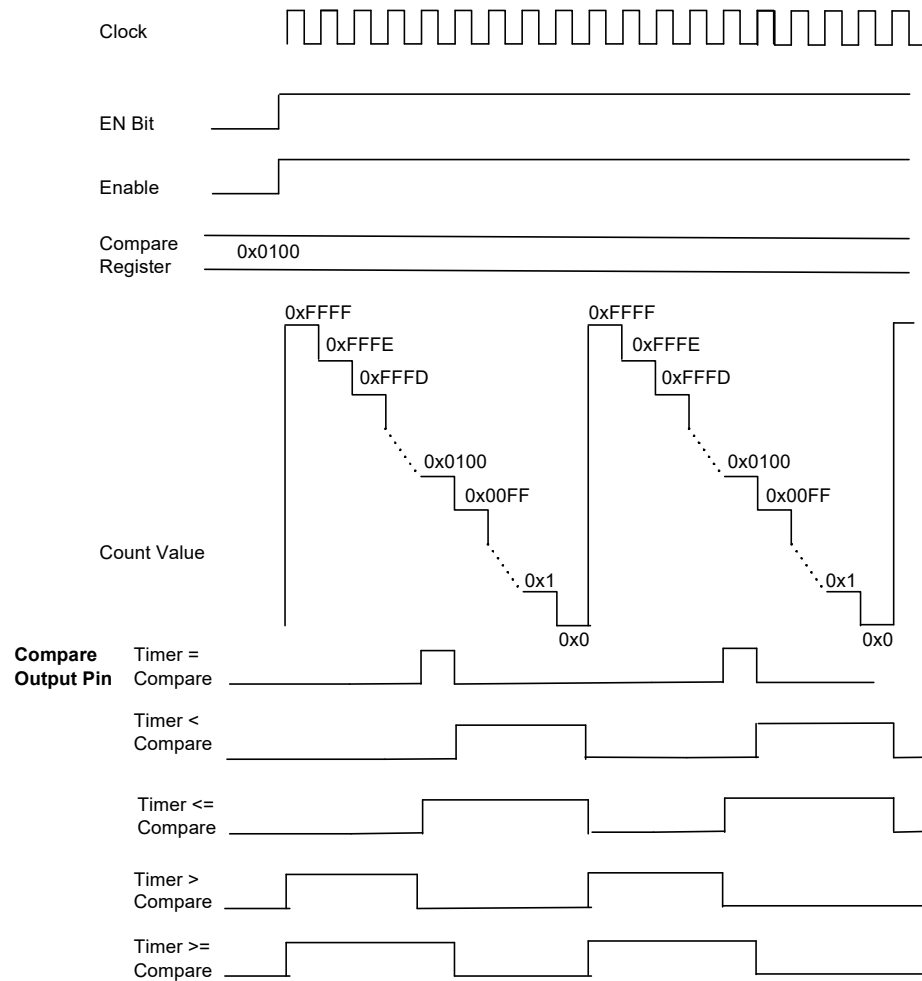 Clock
EN Bit
Enable
Compare
Register
0x0100
0xFFFF
0xFFFE
0xFFFD
0x0100
0x00FF
0x1
0x0
0xFFFF
0xFFFE
0xFFFD
0x0100
0x00FF
0x1
0x0
Count Value
Compare
Output Pin
Timer =
Compare
Timer <
Compare
Timer <=
Compare
Timer >
Compare
Timer >=
Compare